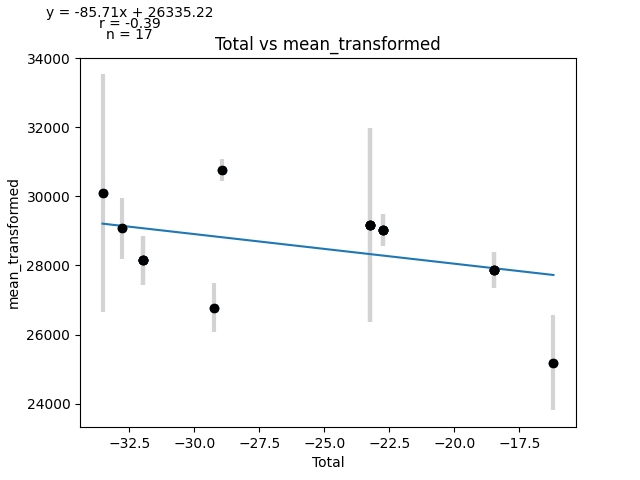 y = -85.71x + 26335.22
r = -0.39
n = 17
Total vs mean_transformed
34000
32000
30000
28000
26000
24000
mean_transformed
−32.5
−30.0
−27.5
−25.0
−22.5
−20.0
−17.5
Total